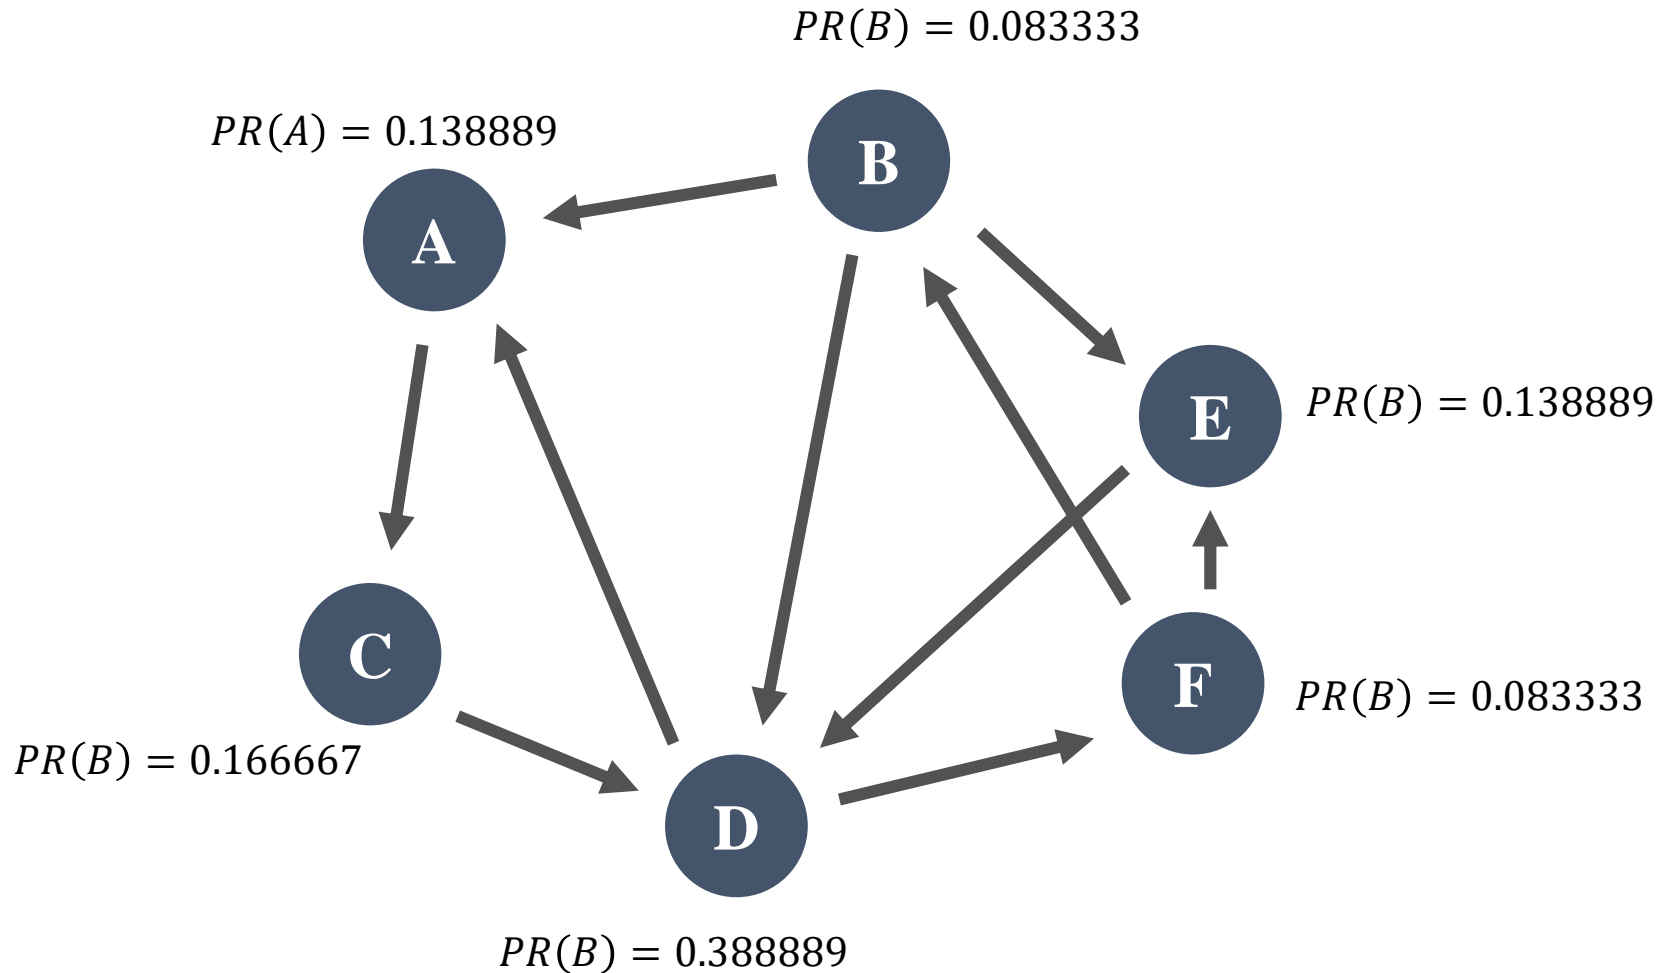 PR(B) = 0.083333
PR(A) = 0.138889
B
A
E
PR(B) = 0.138889
C
F
PR(B) = 0.083333
PR(B) = 0.166667
D
PR(B) = 0.388889